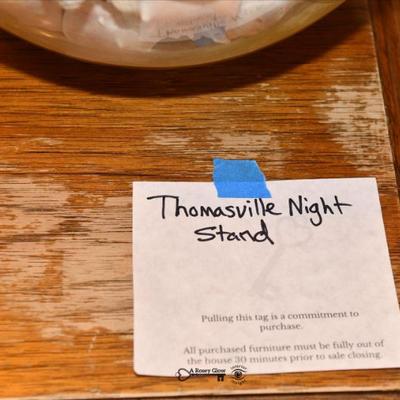 Thomasville Night
Stand
Pulling this tag is a commitment to
purchase.
All purchased furniture must be fully out of
the house 30 minutes prior to sale closing.
A Rosey Glow